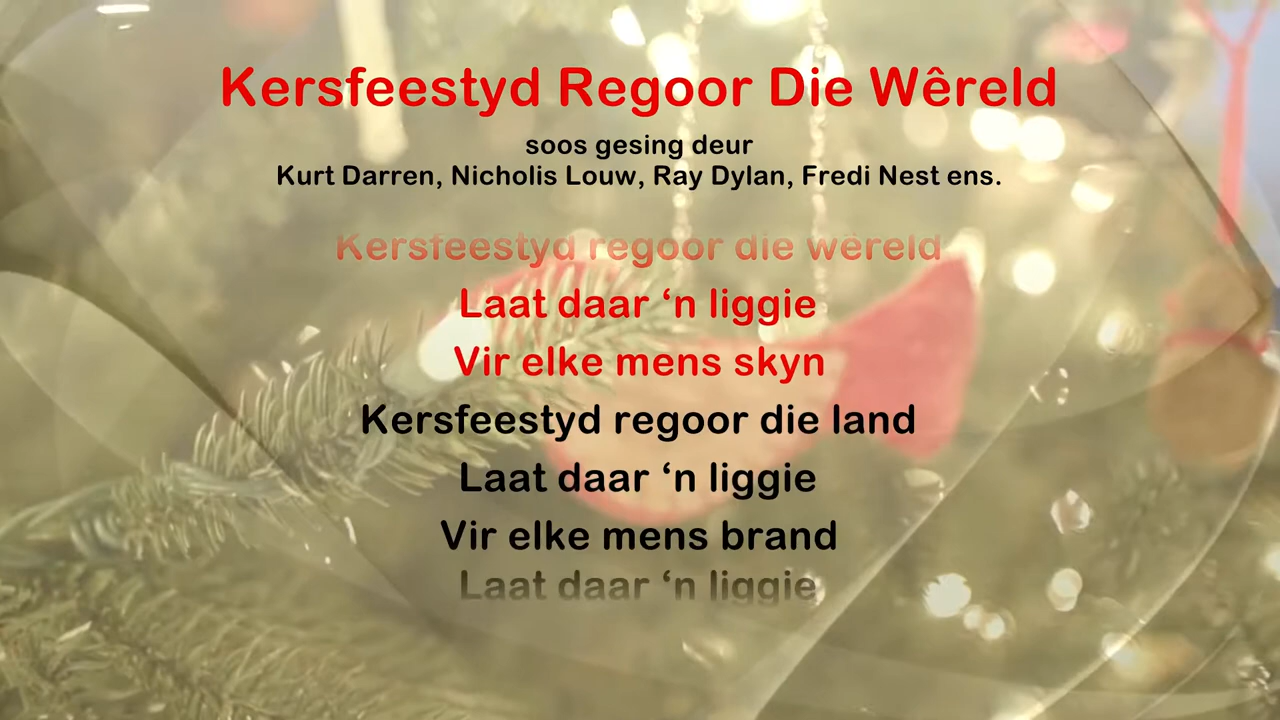 Kersfeestyd Regoor Die Wêreld
soos gesing deur
Kurt Darren, Nicholis Louw, Ray Dylan, Fredi Nest ens.
Kersfeestyd regoor die wêreld
Laat daar ‘n liggie
Vir elke mens skyn
Kersfeestyd regoor die land
Laat daar ‘n liggie
Vir elke mens brand
Laat daar ‘n liggie